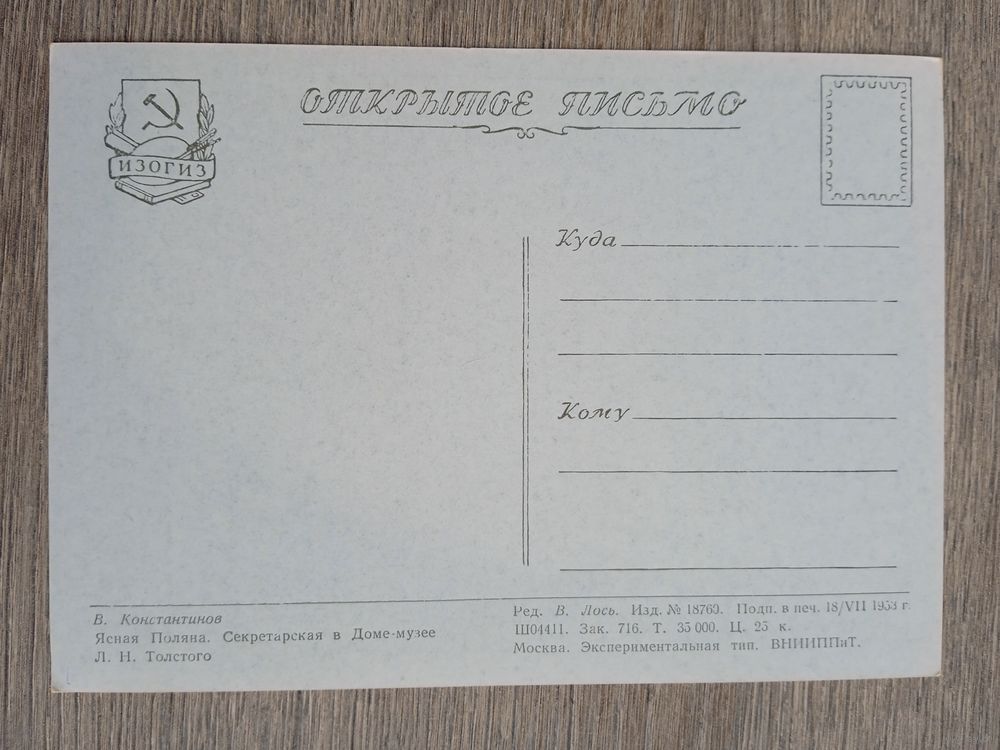 ИЗОГИЗ
ОТКРЫТОЕ ПИСЬМО
Куда
Кому
В. Константинов
Ясная Поляна. Секретарская в Доме-музее
Л. Н. Толстого
Ред. В. Лось. Изд. № 18760. Подп. в печ. 18/VII 1953 г.
Ш04411. Зак. 716. Т. 35 000. Ц. 25 к.
Москва. Экспериментальная тип. ВНИИППиТ.